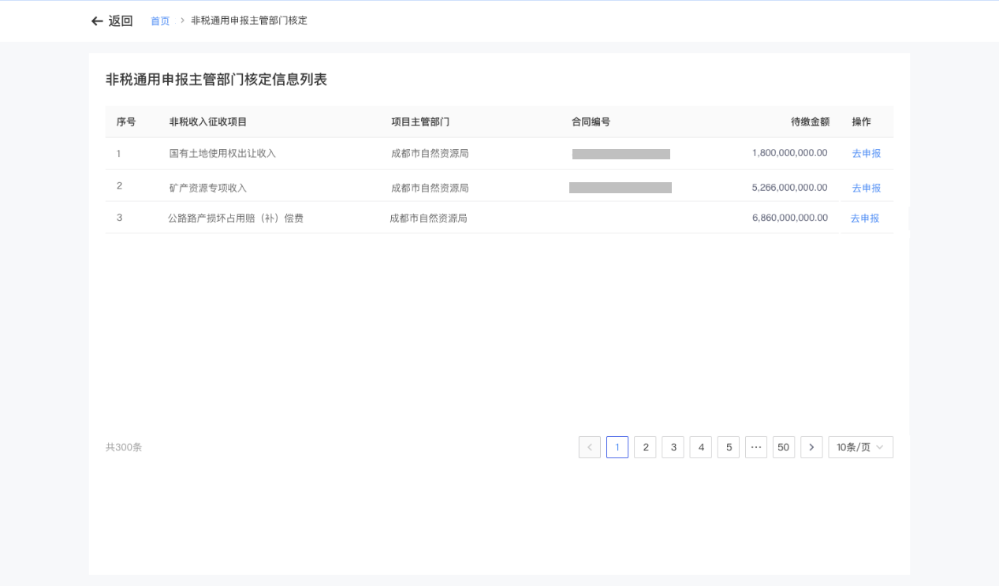 返回 首页 > 非税通用申报主管部门核定
非税通用申报主管部门核定信息列表
序号 非税收入征收项目 项目主管部门 合同编号 待缴金额 操作
1 国有土地使用权出让收入 成都市自然资源局 1,800,000,000.00 去申报
2 矿产资源专项收入 成都市自然资源局 5,266,000,000.00 去申报
3 公路路产损坏占用赔（补）偿费 成都市自然资源局 6,860,000,000.00 去申报
共300条 < 1 2 3 4 5 ··· 50 > 10条/页